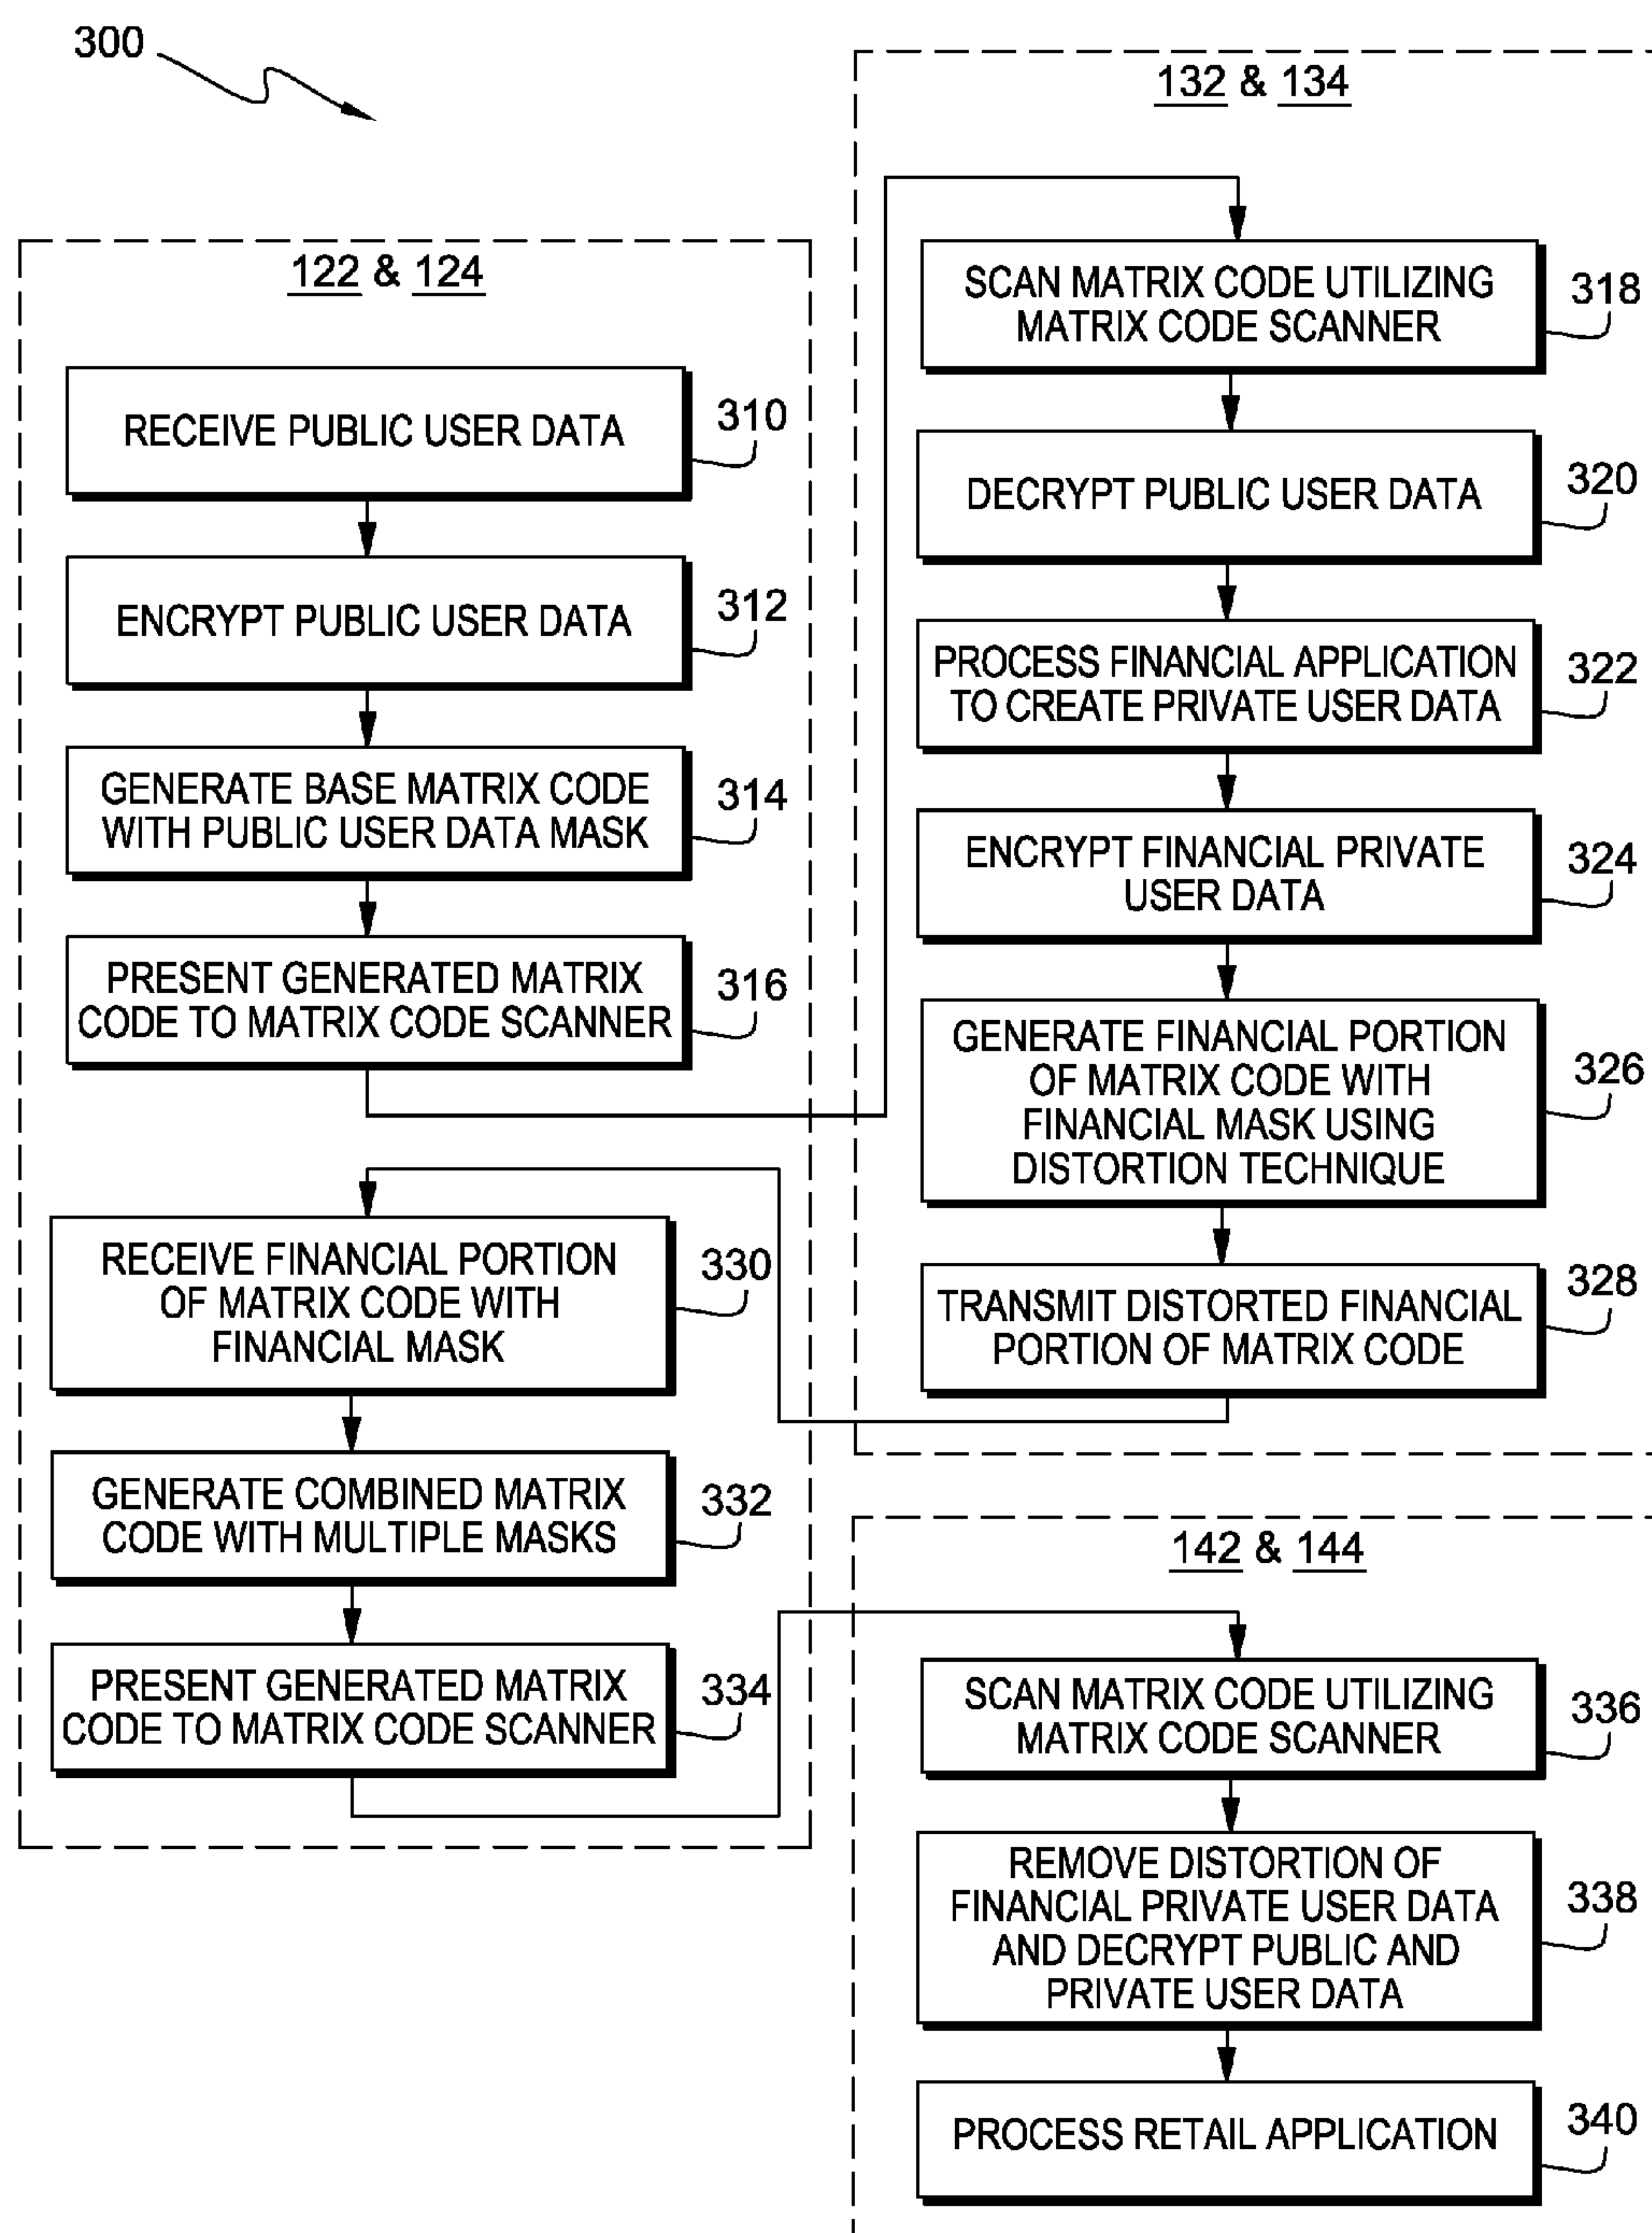 300
122 & 124
RECEIVE PUBLIC USER DATA
310
ENCRYPT PUBLIC USER DATA
312
GENERATE BASE MATRIX CODE
WITH PUBLIC USER DATA MASK
314
PRESENT GENERATED MATRIX
CODE TO MATRIX CODE SCANNER
316
132 & 134
SCAN MATRIX CODE UTILIZING
MATRIX CODE SCANNER
318
DECRYPT PUBLIC USER DATA
320
PROCESS FINANCIAL APPLICATION
TO CREATE PRIVATE USER DATA
322
ENCRYPT FINANCIAL PRIVATE
USER DATA
324
GENERATE FINANCIAL PORTION
OF MATRIX CODE WITH
FINANCIAL MASK USING
DISTORTION TECHNIQUE
326
TRANSMIT DISTORTED FINANCIAL
PORTION OF MATRIX CODE
328
RECEIVE FINANCIAL PORTION
OF MATRIX CODE WITH
FINANCIAL MASK
330
GENERATE COMBINED MATRIX
CODE WITH MULTIPLE MASKS
332
PRESENT GENERATED MATRIX
CODE TO MATRIX CODE SCANNER
334
142 & 144
SCAN MATRIX CODE UTILIZING
MATRIX CODE SCANNER
336
REMOVE DISTORTION OF
FINANCIAL PRIVATE USER DATA
AND DECRYPT PUBLIC AND
PRIVATE USER DATA
338
PROCESS RETAIL APPLICATION
340